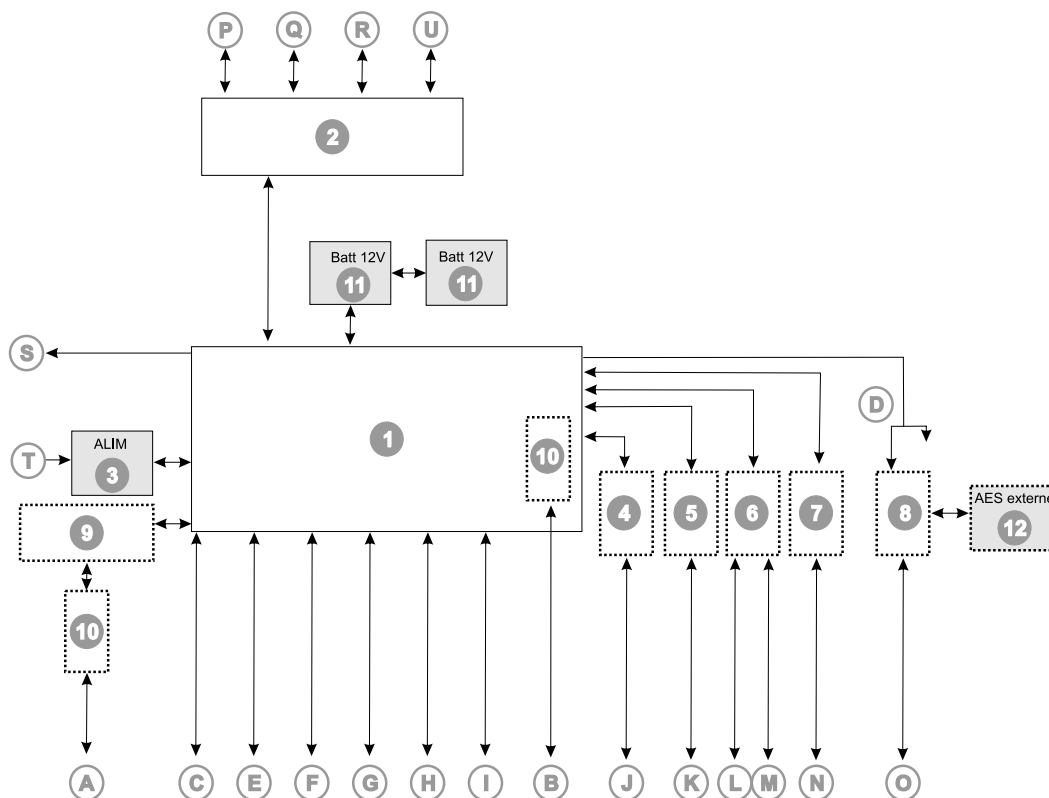 P Q R U
2
Batt 12V Batt 12V
11 11
S
D
1
T ALIM
3
10
4 5 6 7 8
AES externe
12
9
10
A C E F G H I B J K L M N O